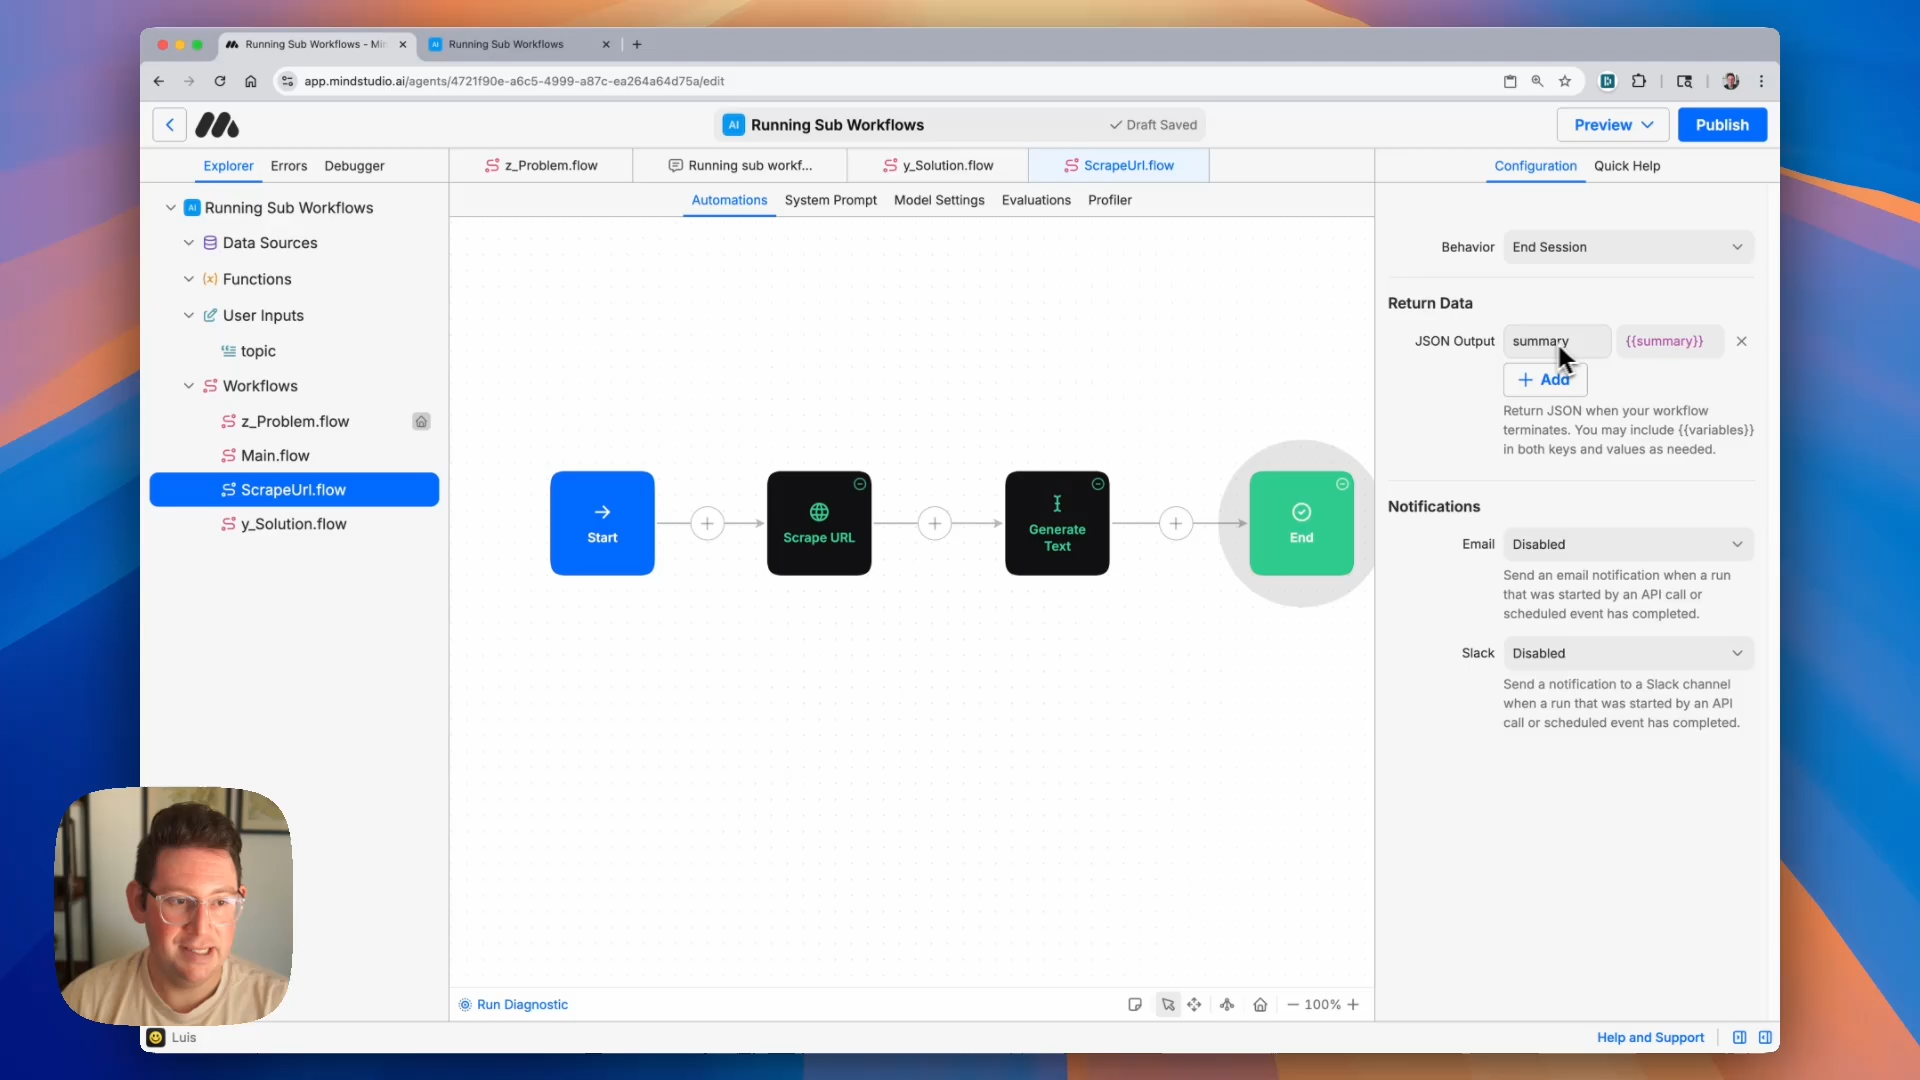 Running Sub Workflows - Min
Running Sub Workflows
app.mindstudio.ai/agents/4721f90e-a6c5-4999-a87c-ea264a64d75a/edit
AI Running Sub Workflows
Draft Saved
Preview
Publish
Explorer
Errors
Debugger
z_Problem.flow
Running sub workf...
y_Solution.flow
ScrapeUrl.flow
Configuration
Quick Help
Automations
System Prompt
Model Settings
Evaluations
Profiler
AI Running Sub Workflows
Data Sources
(x) Functions
User Inputs
topic
Workflows
z_Problem.flow
Main.flow
ScrapeUrl.flow
y_Solution.flow
Start
Scrape URL
Generate
Text
End
Behavior
End Session
Return Data
JSON Output
summary
{{summary}}
Add
Return JSON when your workflow
terminates. You may include {{variables}}
in both keys and values as needed.
Notifications
Email
Disabled
Send an email notification when a run
that was started by an API call or
scheduled event has completed.
Slack
Disabled
Send a notification to a Slack channel
when a run that was started by an API
call or scheduled event has completed.
Run Diagnostic
100%
Luis
Help and Support